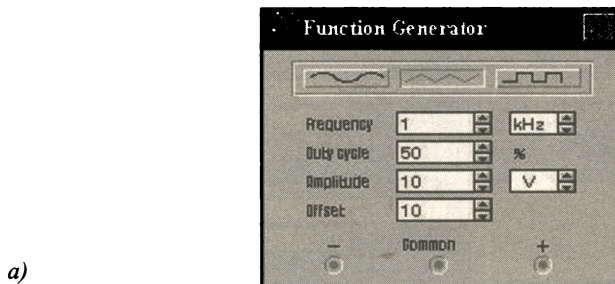 Function Generator
Frequency 1 kHz
Duty cycle 50 %
Amplitude 10 V
Offset 10
− Common +
a)